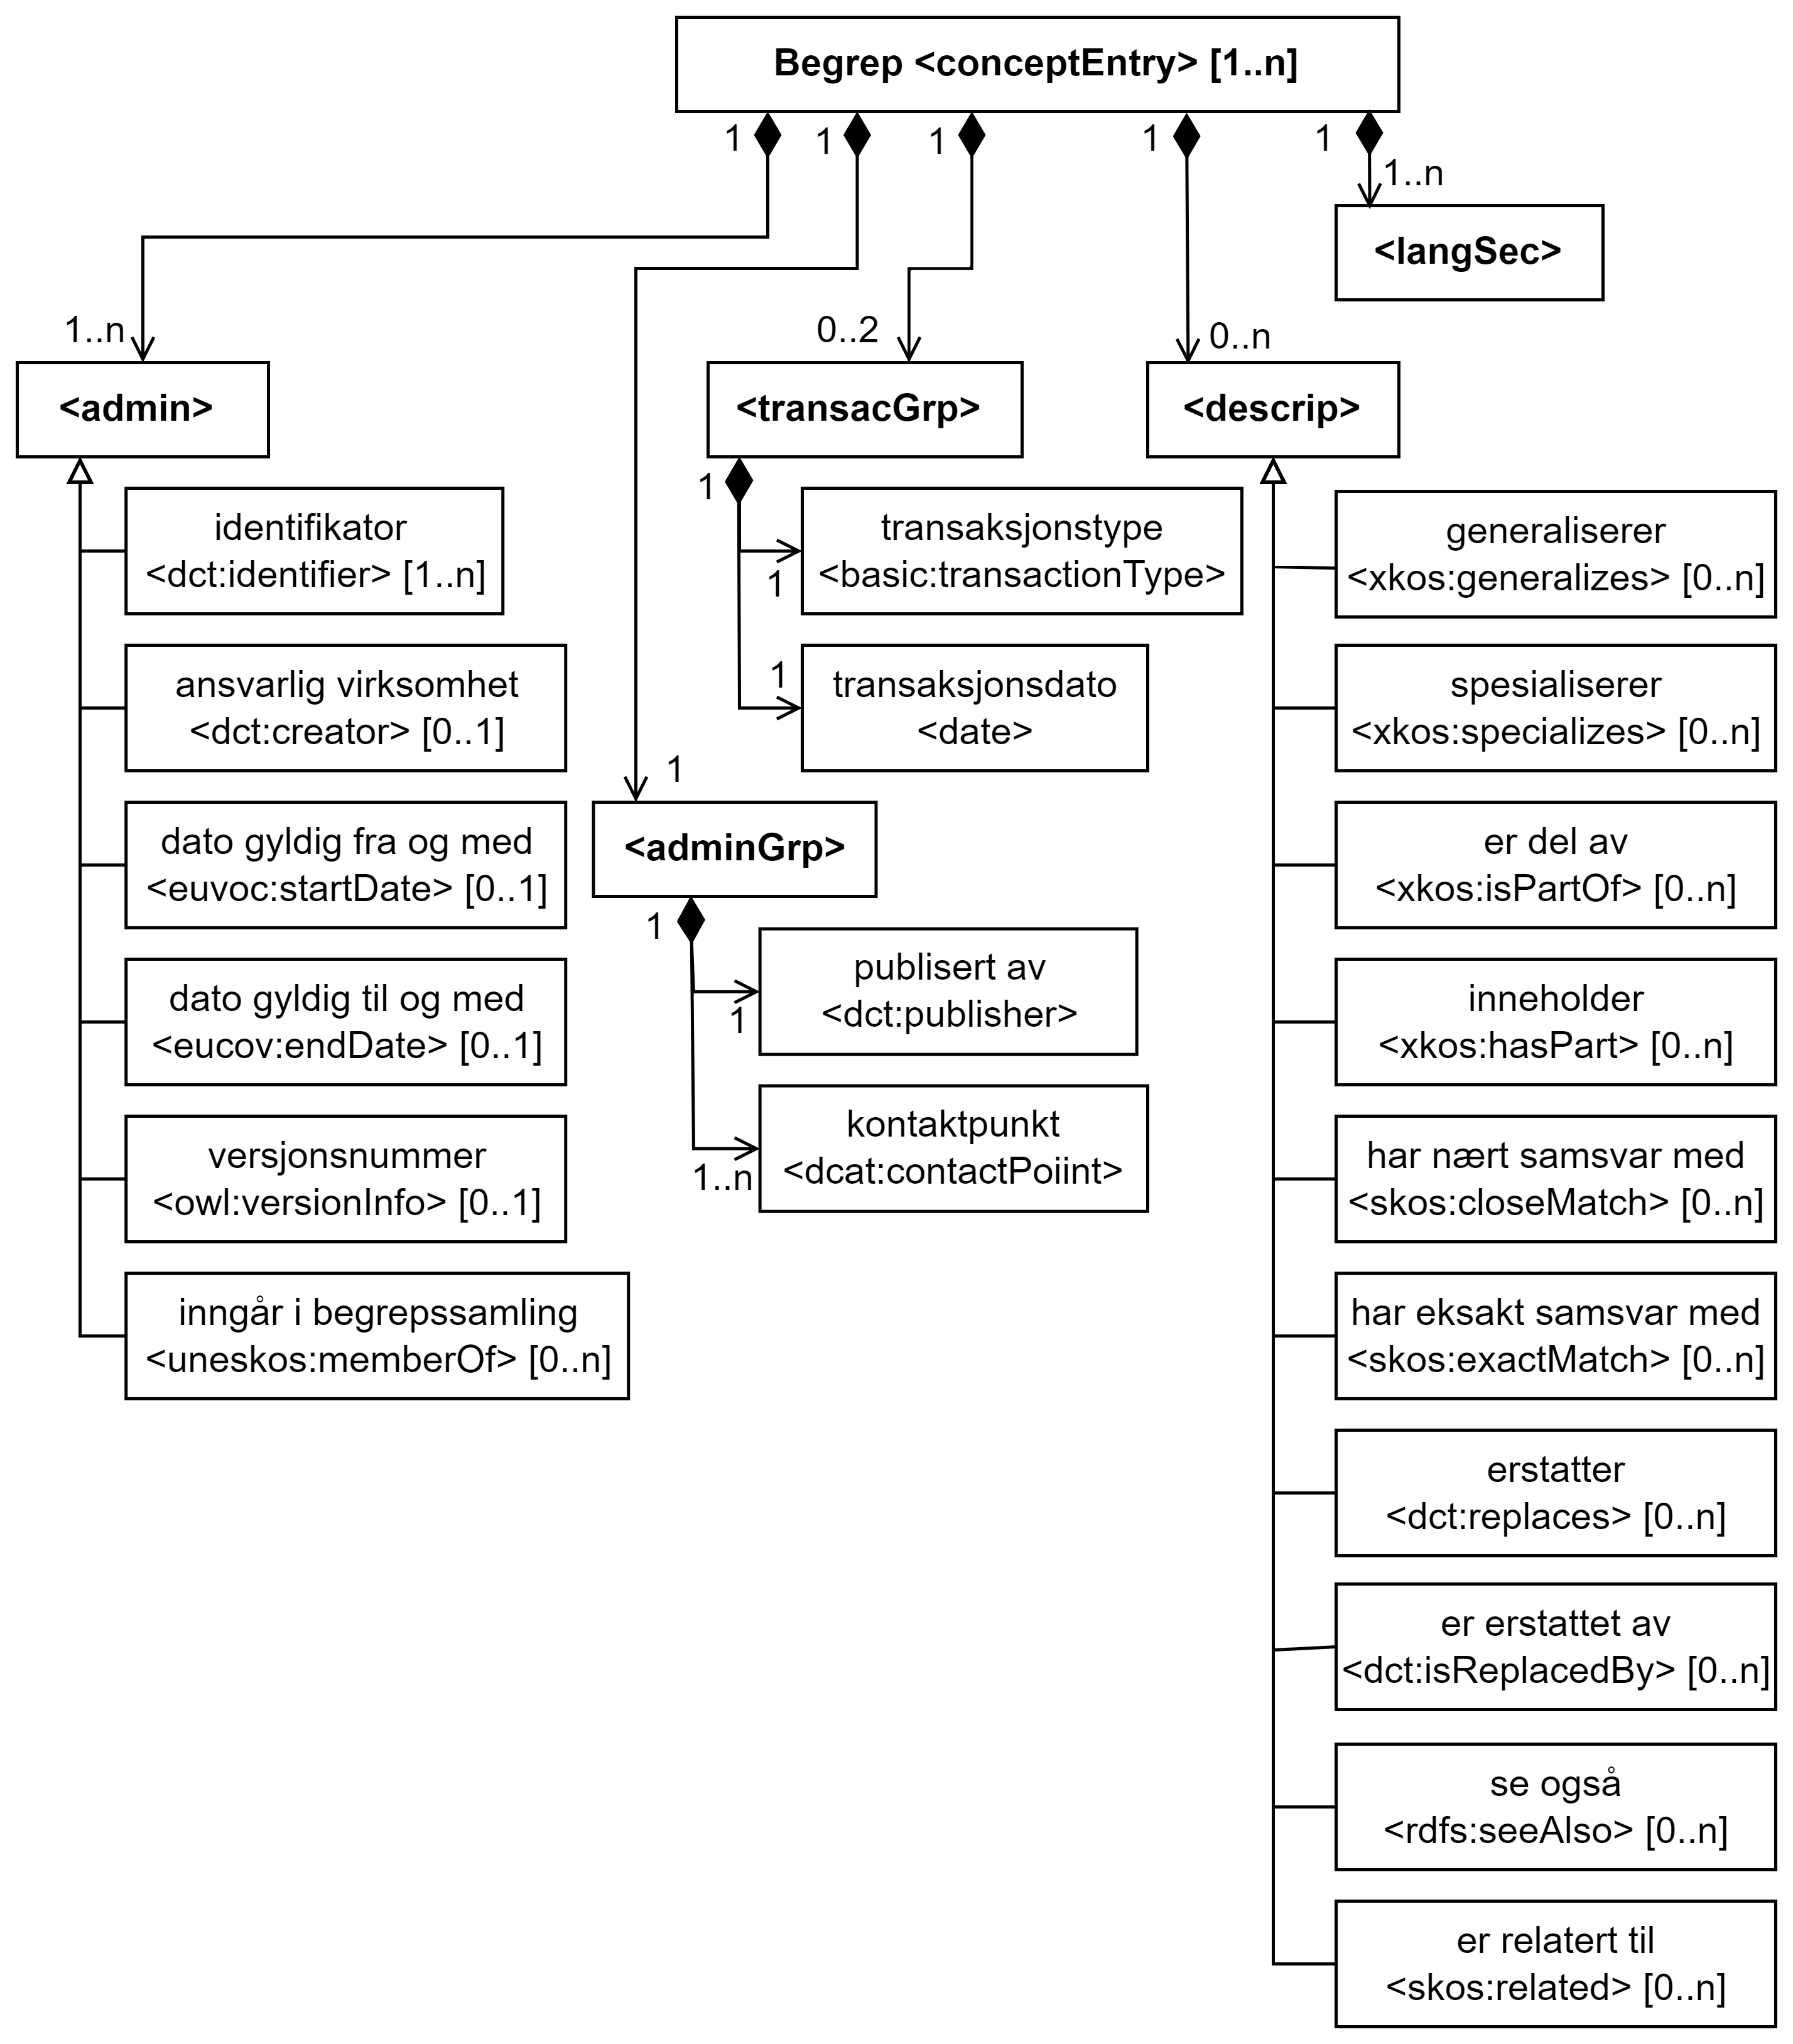 Begrep <conceptEntry> [1..n]
1
1
1
1
1
1..n
<langSec>
1..n
0..2
0..n
<admin>
<transacGrp>
<descrip>
identifikator
<dct:identifier> [1..n]
ansvarlig virksomhet
<dct:creator> [0..1]
dato gyldig fra og med
<euvoc:startDate> [0..1]
dato gyldig til og med
<eucov:endDate> [0..1]
versjonsnummer
<owl:versionInfo> [0..1]
inngår i begrepssamling
<uneskos:memberOf> [0..n]
1
transaksjonstype
<basic:transactionType>
1
1
transaksjonsdato
<date>
1
<adminGrp>
1
publisert av
<dct:publisher>
1
kontaktpunkt
<dcat:contactPoiint>
1..n
generaliserer
<xkos:generalizes> [0..n]
spesialiserer
<xkos:specializes> [0..n]
er del av
<xkos:isPartOf> [0..n]
inneholder
<xkos:hasPart> [0..n]
har nært samsvar med
<skos:closeMatch> [0..n]
har eksakt samsvar med
<skos:exactMatch> [0..n]
erstatter
<dct:replaces> [0..n]
er erstattet av
<dct:isReplacedBy> [0..n]
se også
<rdfs:seeAlso> [0..n]
er relatert til
<skos:related> [0..n]